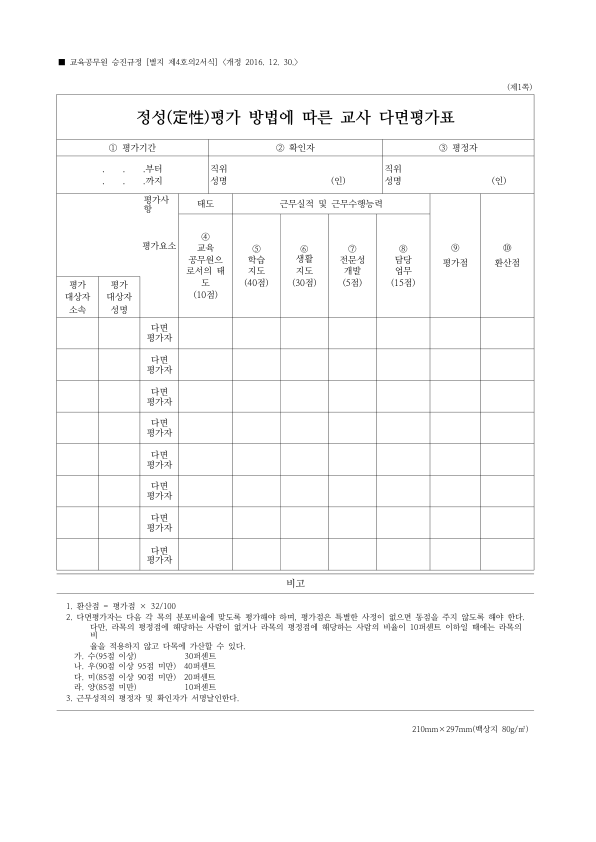 ■ 교육공무원 승진규정 [별지 제4호의2서식] <개정 2016. 12. 30.>
(제1쪽)
정성(定性)평가 방법에 따른 교사 다면평가표
① 평가기간 ② 확인자 ③ 평정자
. . .부터 직위 직위
. . .까지 성명 (인) 성명 (인)
평가사
항
태도 근무실적 및 근무수행능력
평가요소
④
교육
공무원으
로서의 태
도
(10점)
⑤
학습
지도
(40점)
⑥
생활
지도
(30점)
⑦
전문성
개발
(5점)
⑧
담당
업무
(15점)
⑨
평가점
⑩
환산점
평가
대상자
소속
평가
대상자
성명
다면
평가자
다면
평가자
다면
평가자
다면
평가자
다면
평가자
다면
평가자
다면
평가자
다면
평가자
비고
1. 환산점 = 평가점 × 32/100
2. 다면평가자는 다음 각 목의 분포비율에 맞도록 평가해야 하며, 평가점은 특별한 사정이 없으면 동점을 주지 않도록 해야 한다.
다만, 라목의 평정점에 해당하는 사람이 없거나 라목의 평정점에 해당하는 사람의 비율이 10퍼센트 이하일 때에는 라목의
비
율을 적용하지 않고 다목에 가산할 수 있다.
가. 수(95점 이상) 30퍼센트
나. 우(90점 이상 95점 미만) 40퍼센트
다. 미(85점 이상 90점 미만) 20퍼센트
라. 양(85점 미만) 10퍼센트
3. 근무성적의 평정자 및 확인자가 서명날인한다.
210mm×297mm(백상지 80g/㎡)